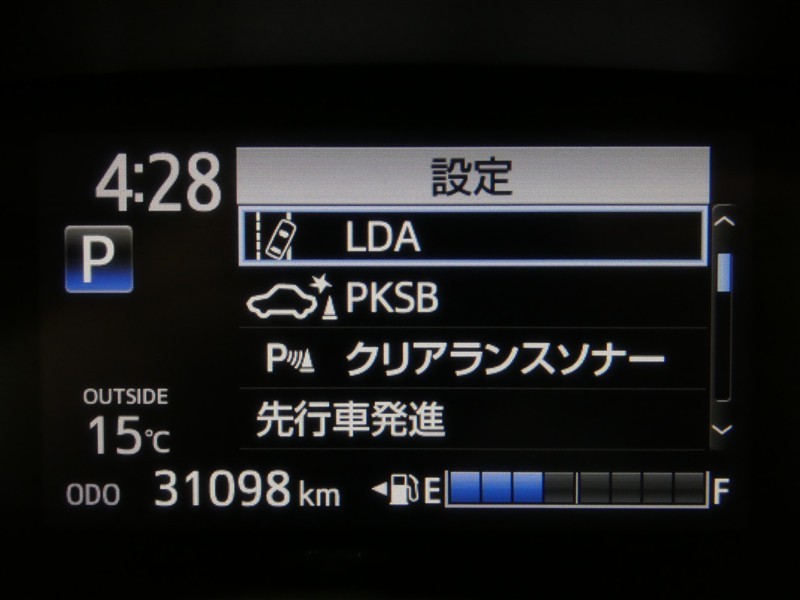 4:28
設定
LDA
P
PKSB
P クリアランスソナー
OUTSIDE
先行車発進
15℃
ODO 31098 km E F